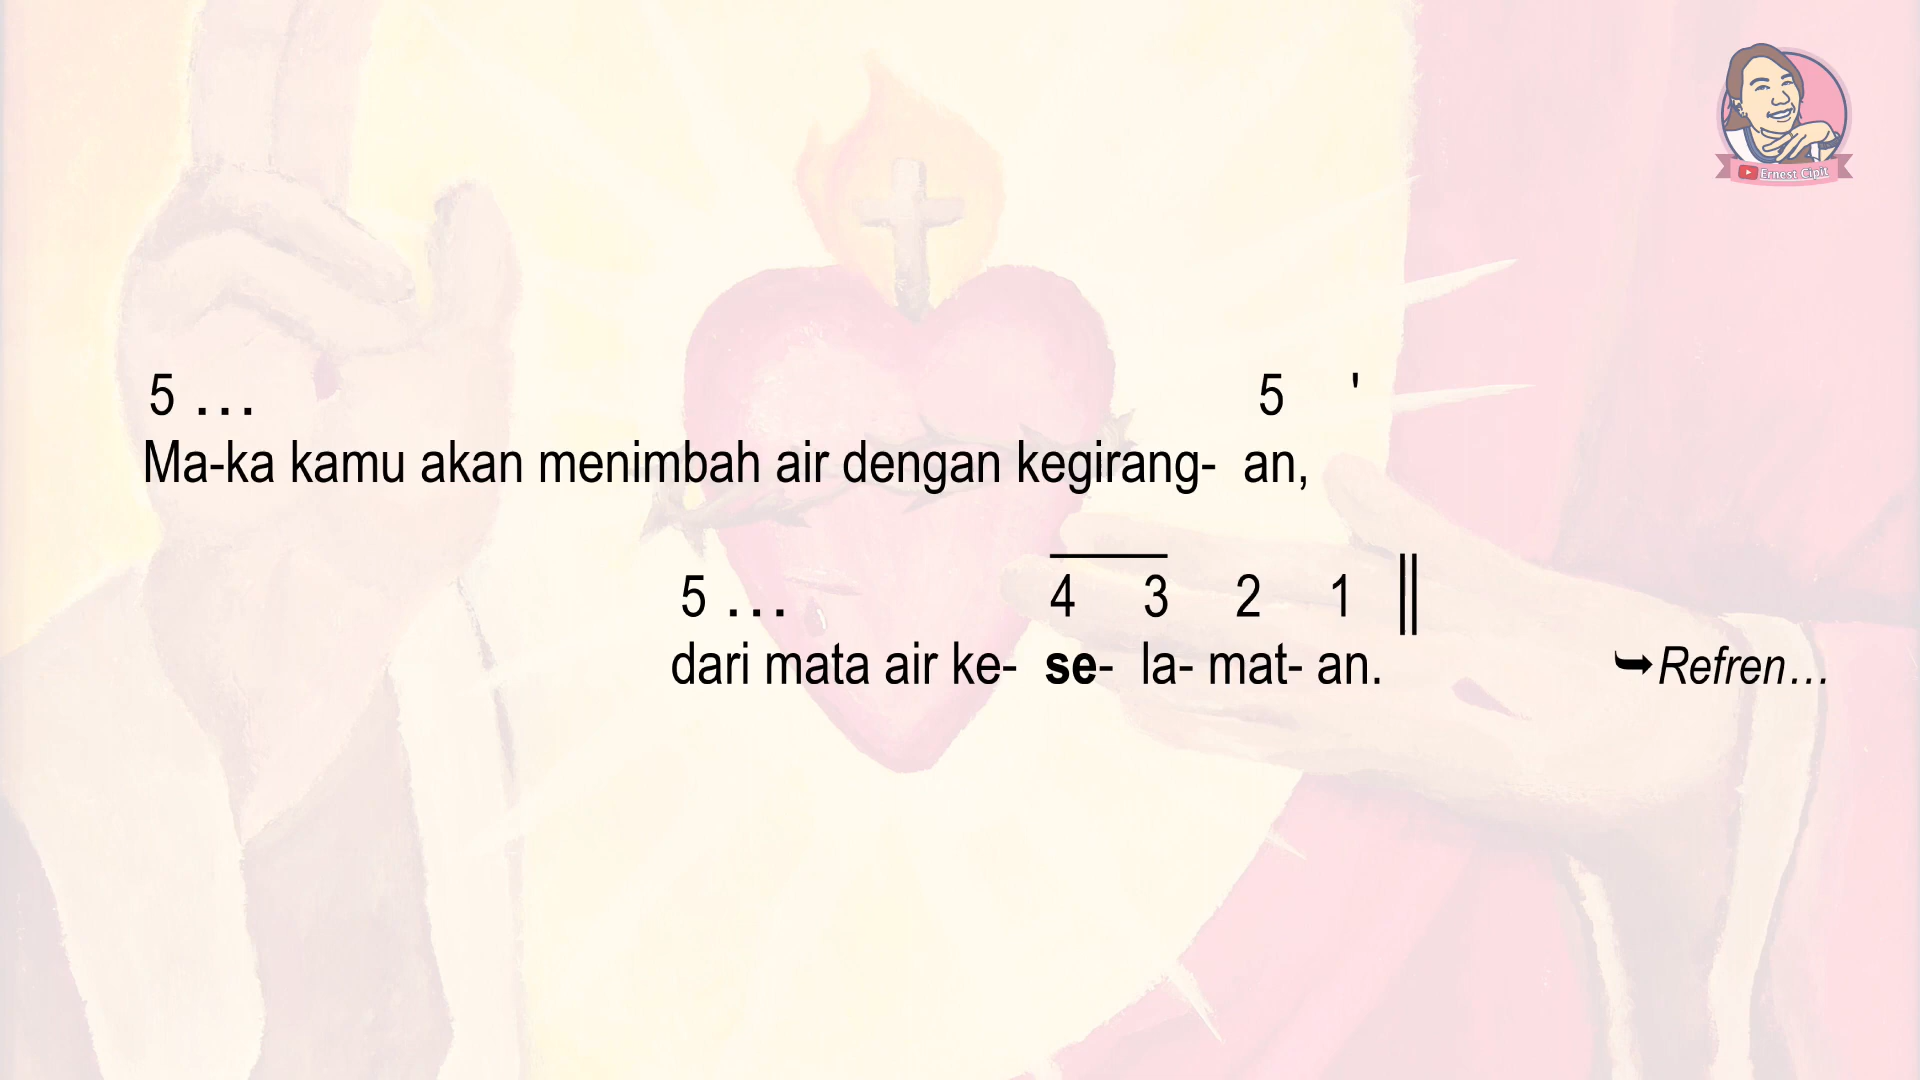 Ernest Cipit
5 … 5 '
Ma-ka kamu akan menimbah air dengan kegirang- an,
5 … 4 3 2 1 ‖
dari mata air ke- se- la- mat- an. ➥Refren…